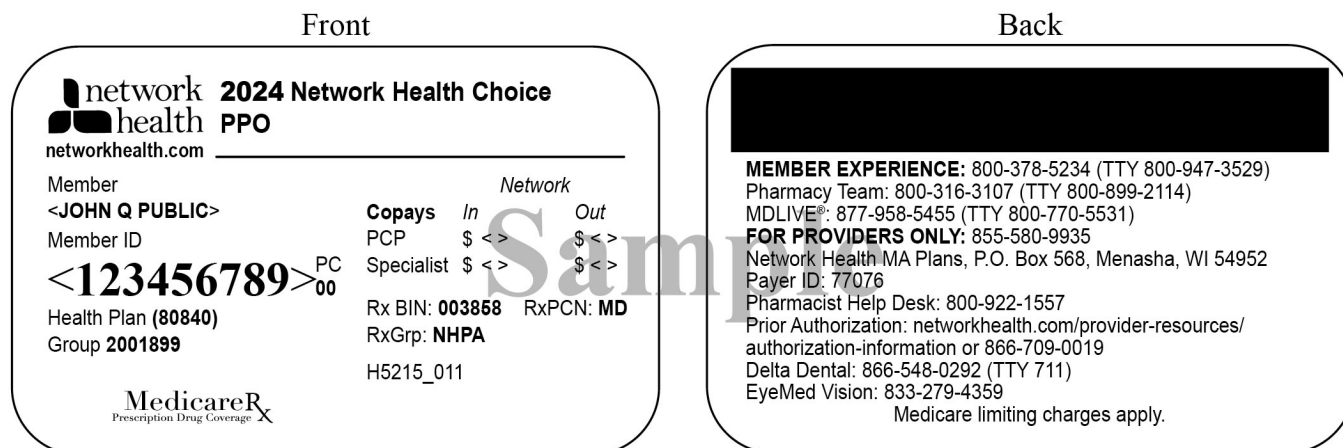 Front
network health
2024 Network Health Choice
PPO
networkhealth.com
Member
<JOHN Q PUBLIC>
Member ID
<123456789> PC 00
Health Plan (80840)
Group 2001899
MedicareRx
Prescription Drug Coverage
Network
Copays In Out
PCP $ < > $ < >
Specialist $ < > $ < >
Rx BIN: 003858 RxPCN: MD
RxGrp: NHPA
H5215_011
Sample
Back
MEMBER EXPERIENCE: 800-378-5234 (TTY 800-947-3529)
Pharmacy Team: 800-316-3107 (TTY 800-899-2114)
MDLIVE®: 877-958-5455 (TTY 800-770-5531)
FOR PROVIDERS ONLY: 855-580-9935
Network Health MA Plans, P.O. Box 568, Menasha, WI 54952
Payer ID: 77076
Pharmacist Help Desk: 800-922-1557
Prior Authorization: networkhealth.com/provider-resources/
authorization-information or 866-709-0019
Delta Dental: 866-548-0292 (TTY 711)
EyeMed Vision: 833-279-4359
Medicare limiting charges apply.